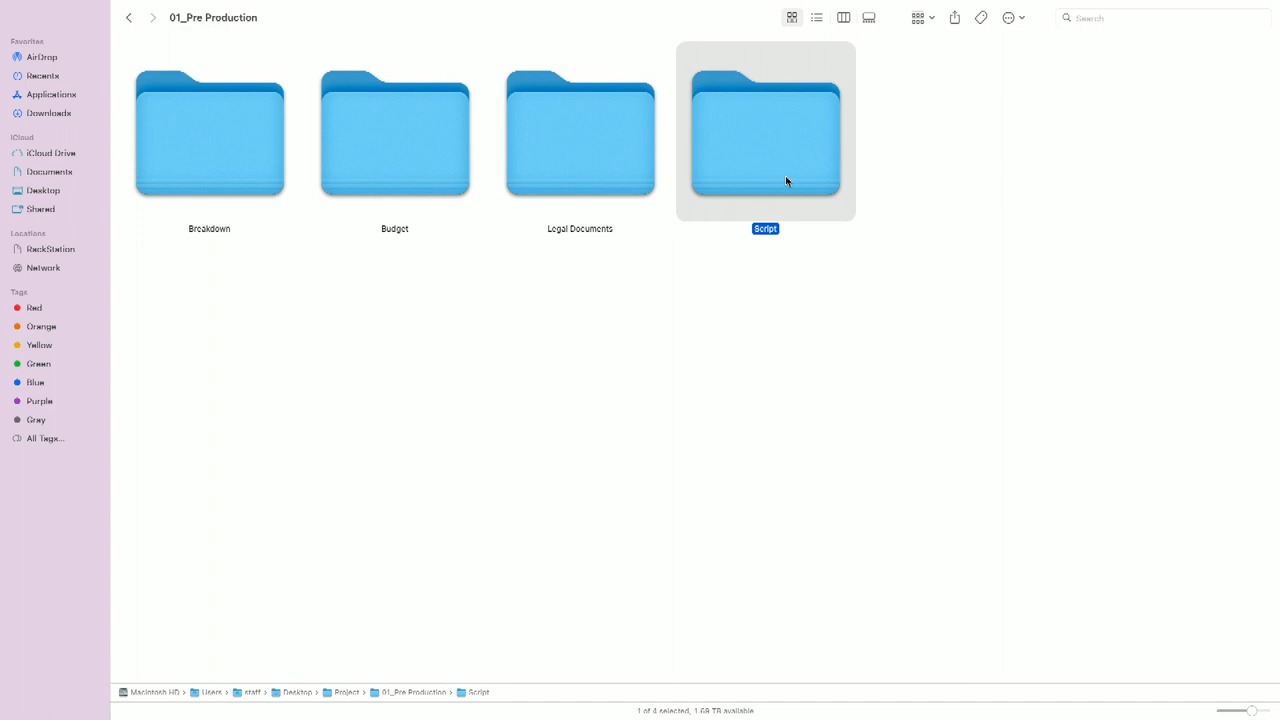 01_Pre Production
Search
Favorites
AirDrop
Recents
Applications
Downloads
iCloud
iCloud Drive
Documents
Desktop
Shared
Locations
RackStation
Network
Tags
Red
Orange
Yellow
Green
Blue
Purple
Gray
All Tags...
Breakdown
Budget
Legal Documents
Script
Macintosh HD › Users › staff › Desktop › Project › 01_Pre Production › Script
1 of 4 selected, 1.69 TB available